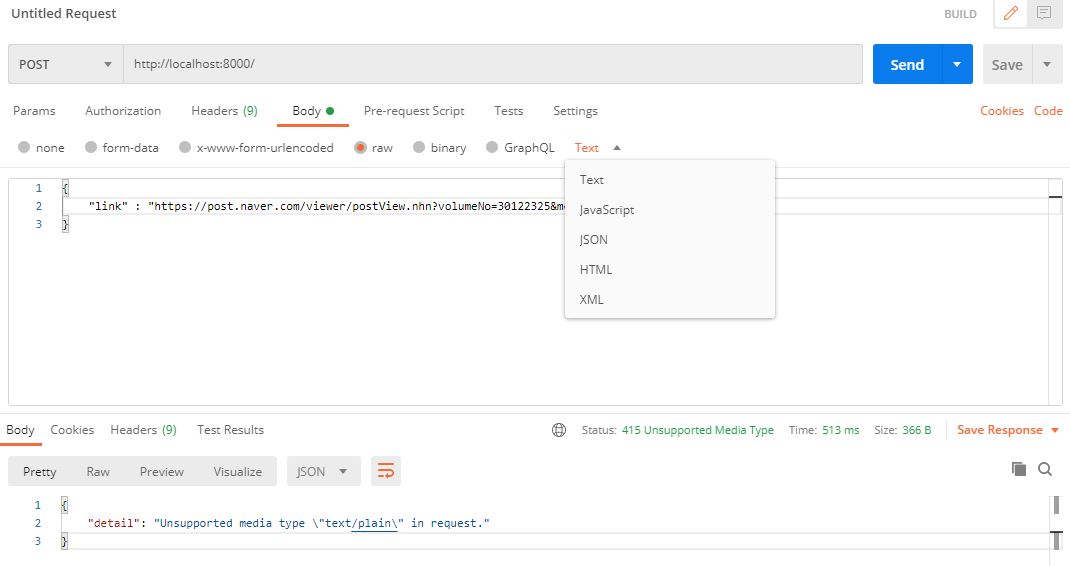 Untitled Request
BUILD
POST
http://localhost:8000/
Send
Save
Params
Authorization
Headers (9)
Body
Pre-request Script
Tests
Settings
Cookies
Code
none
form-data
x-www-form-urlencoded
raw
binary
GraphQL
Text
1 {
2 "link" : "https://post.naver.com/viewer/postView.nhn?volumeNo=30122325&m
3 }
Text
JavaScript
JSON
HTML
XML
Body
Cookies
Headers (9)
Test Results
Status: 415 Unsupported Media Type
Time: 513 ms
Size: 366 B
Save Response
Pretty
Raw
Preview
Visualize
JSON
1 {
2 "detail": "Unsupported media type \"text/plain\" in request."
3 }